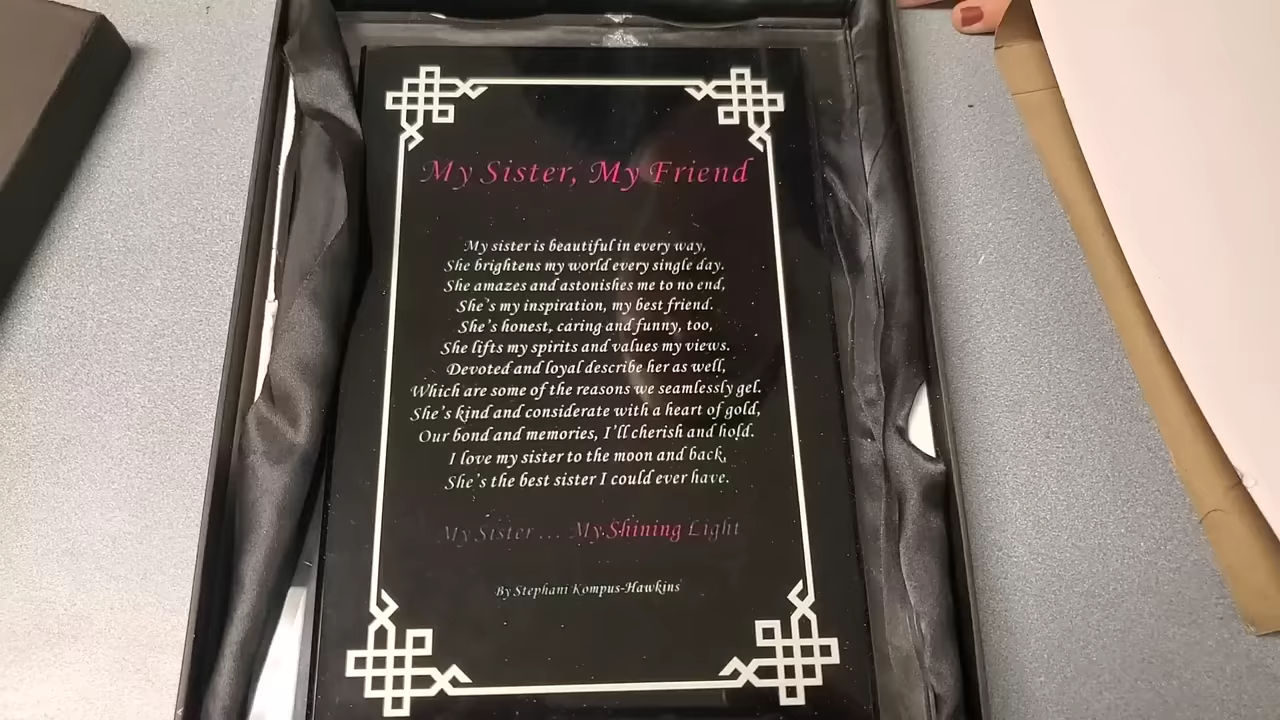 My Sister, My Friend
My sister is beautiful in every way,
She brightens my world every single day.
She amazes and astonishes me to no end,
She's my inspiration, my best friend.
She's honest, caring and funny, too,
She lifts my spirits and values my views.
Devoted and loyal describe her as well,
Which are some of the reasons we seamlessly gel.
She's kind and considerate with a heart of gold,
Our bond and memories, I'll cherish and hold.
I love my sister to the moon and back,
She's the best sister I could ever have.
My Sister ... My Shining Light
By Stephani Kompus-Hawkins